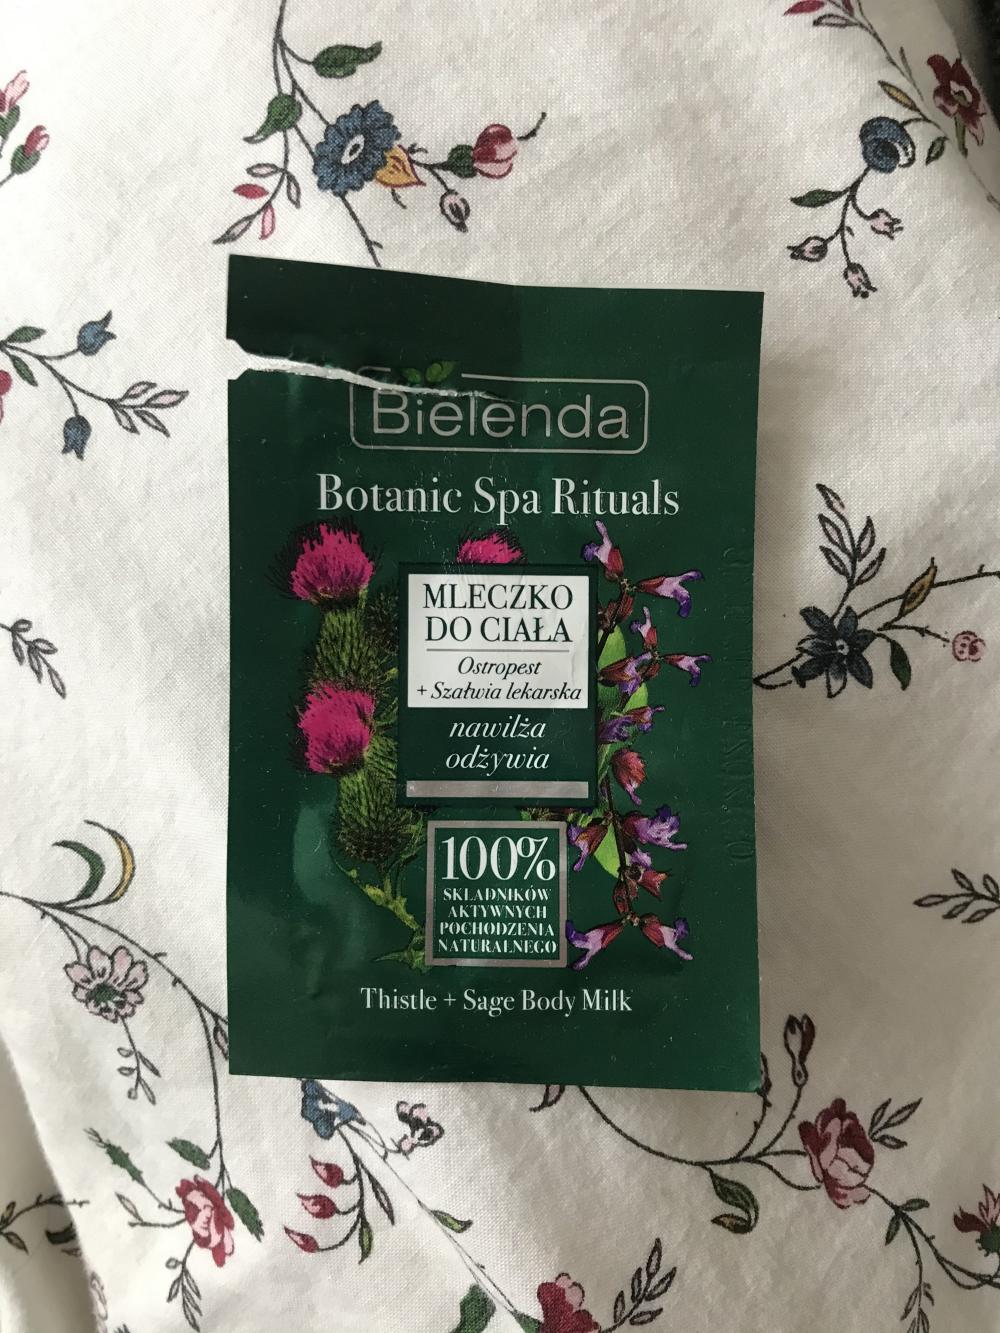 Bielenda
Botanic Spa Rituals
MLECZKO
DO CIAŁA
Ostropest
+ Szałwia lekarska
nawilża
odżywia
100%
SKŁADNIKÓW
AKTYWNYCH
POCHODZENIA
NATURALNEGO
Thistle + Sage Body Milk